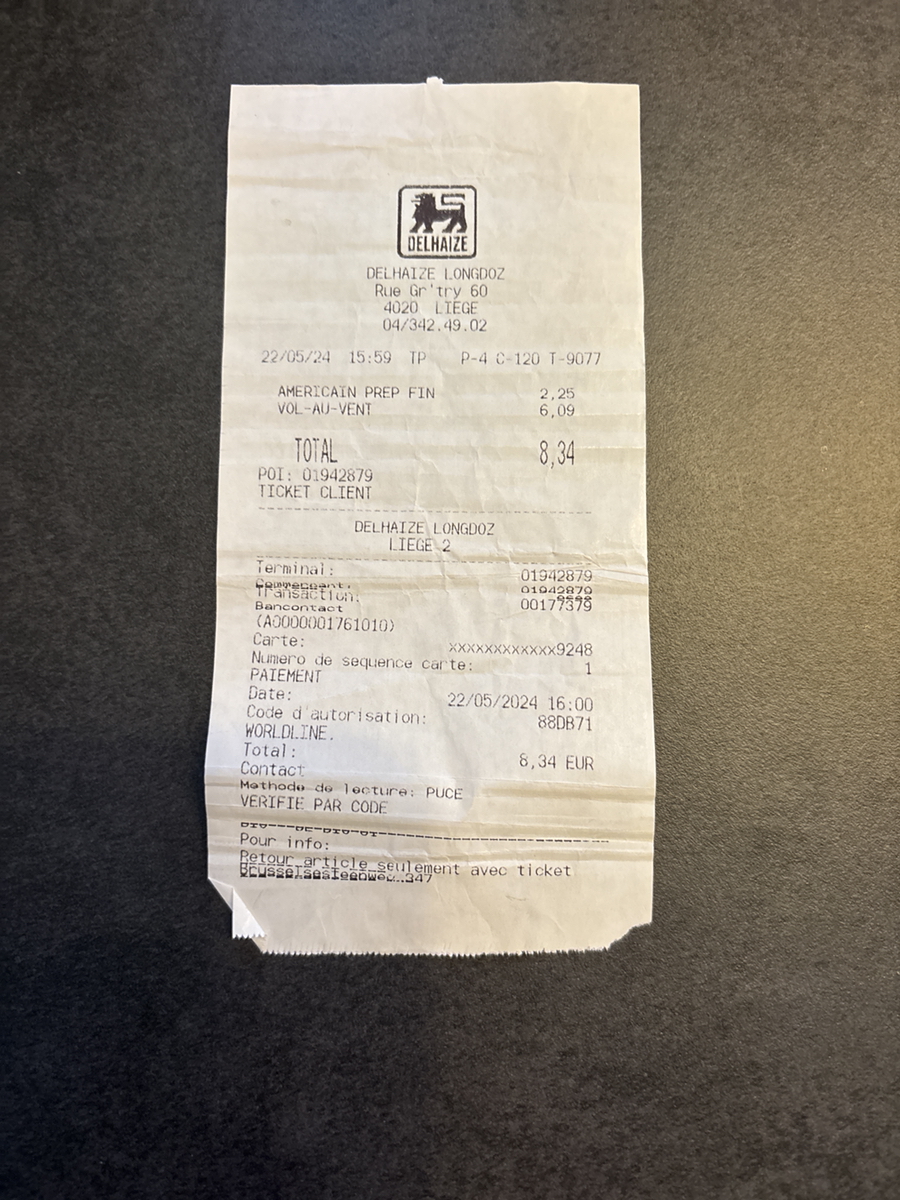 DELHAIZE
DELHAIZE LONGDOZ
Rue Gr'try 60
4020 LIEGE
04/342.49.02
22/05/24 15:59 TP P-4 C-120 T-9077
AMERICAIN PREP FIN 2,25
VOL-AU-VENT 6,09
TOTAL 8,34
POI: 01942879
TICKET CLIENT
DELHAIZE LONGDOZ
LIEGE 2
Terminal: 01942879
Transaction: 00177379
Bancontact
(A0000001761010)
Carte: xxxxxxxxxxxxx9248
Numero de sequence carte: 1
PAIEMENT
Date: 22/05/2024 16:00
Code d'autorisation: 88DB71
WORLDLINE.
Total: 8,34 EUR
Contact
Methode de lecture: PUCE
VERIFIE PAR CODE
Pour info:
Retour article seulement avec ticket
347